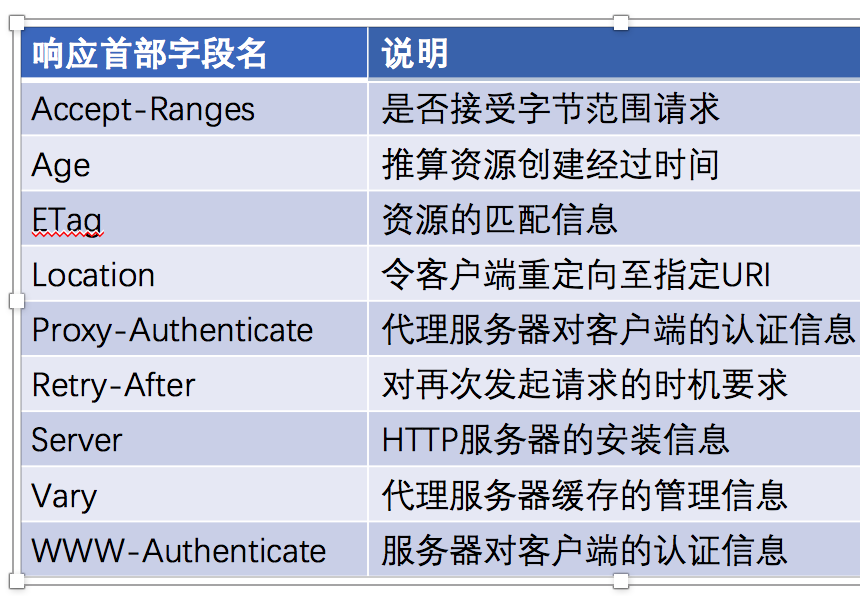 响应首部字段名 说明
Accept-Ranges 是否接受字节范围请求
Age 推算资源创建经过时间
ETag 资源的匹配信息
Location 令客户端重定向至指定URI
Proxy-Authenticate 代理服务器对客户端的认证信息
Retry-After 对再次发起请求的时机要求
Server HTTP服务器的安装信息
Vary 代理服务器缓存的管理信息
WWW-Authenticate 服务器对客户端的认证信息